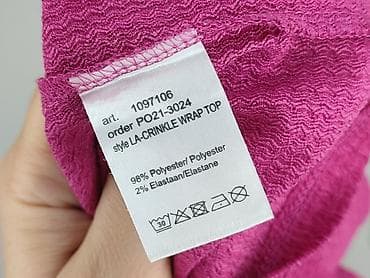 art. 1097106
order PO21-3024
style LA-CRINKLE WRAP TOP
98% Polyester/ Polyester
2% Elastaan/Elastane
30